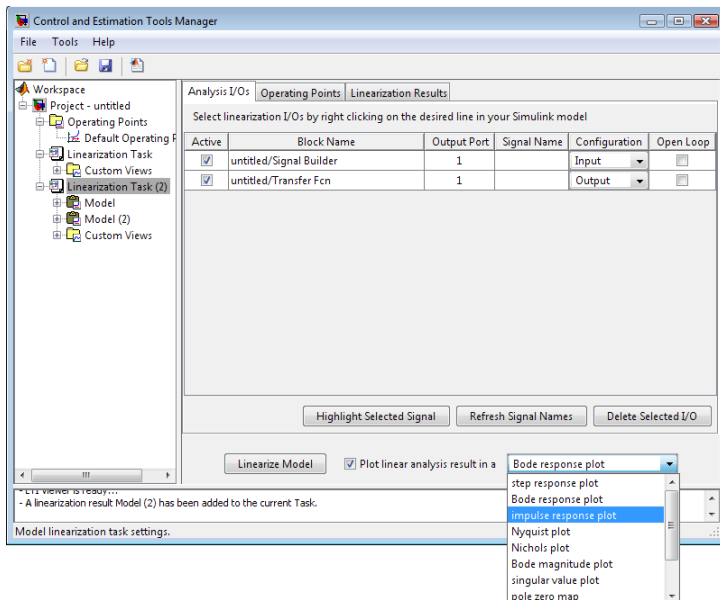 Control and Estimation Tools Manager
File Tools Help
Workspace
Project - untitled
Operating Points
Default Operating P
Linearization Task
Custom Views
Linearization Task (2)
Model
Model (2)
Custom Views
Analysis I/Os Operating Points Linearization Results
Select linearization I/Os by right clicking on the desired line in your Simulink model
Active Block Name Output Port Signal Name Configuration Open Loop
untitled/Signal Builder 1 Input
untitled/Transfer Fcn 1 Output
Highlight Selected Signal Refresh Signal Names Delete Selected I/O
Linearize Model Plot linear analysis result in a Bode response plot
step response plot
Bode response plot
impulse response plot
Nyquist plot
Nichols plot
Bode magnitude plot
singular value plot
pole zero map
- LTI Viewer is ready...
- A linearization result Model (2) has been added to the current Task.
Model linearization task settings.